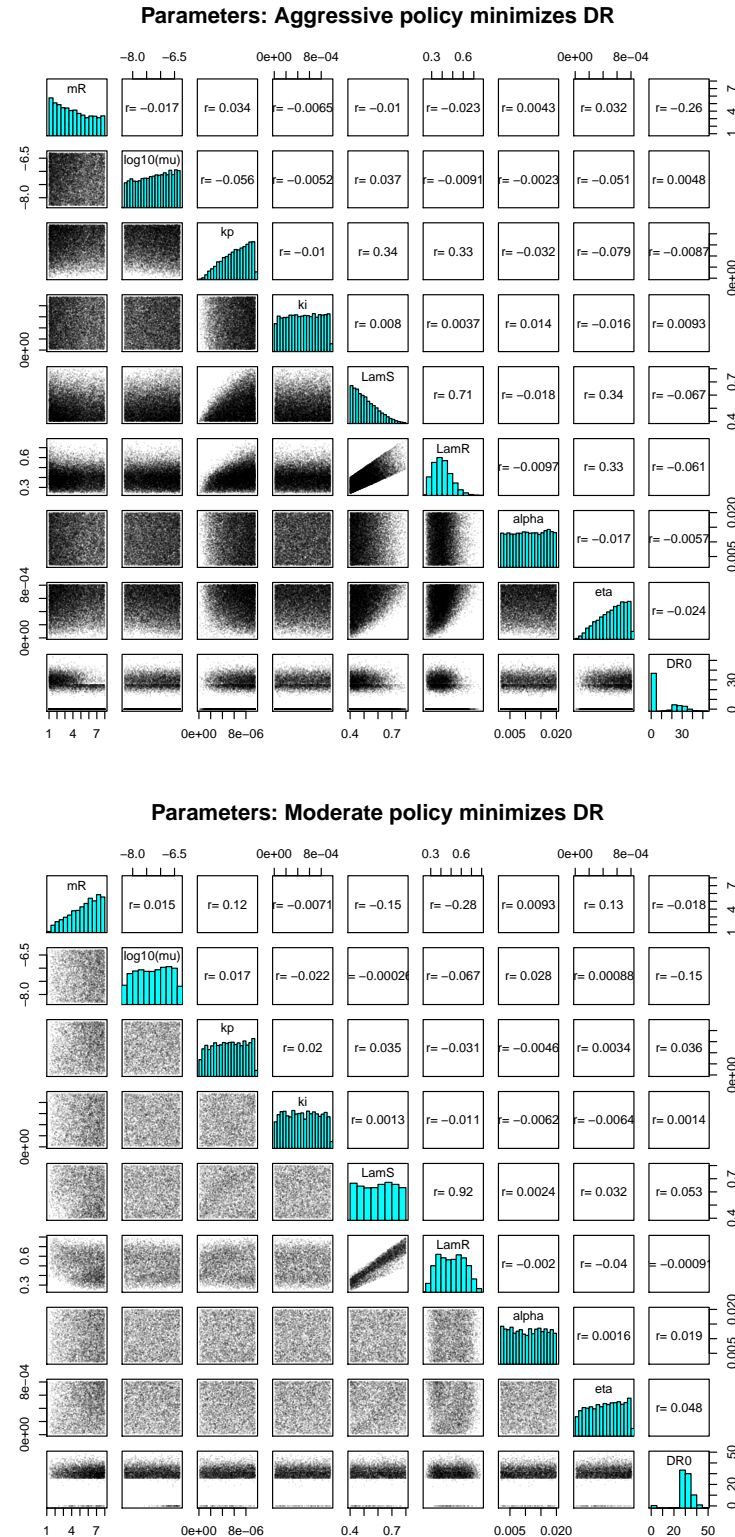 Parameters: Aggressive policy minimizes DR
−8.0 −6.5 0e+00 8e−04 0.3 0.6 0e+00 8e−04
mR r= −0.017 r= 0.034 r= −0.0065 r= −0.01 r= −0.023 r= 0.0043 r= 0.032 r= −0.26 1 4 7
−8.0 −6.5 log10(mu) r= −0.056 r= −0.0052 r= 0.037 r= −0.0091 r= −0.0023 r= −0.051 r= 0.0048
kp r= −0.01 r= 0.34 r= 0.33 r= −0.032 r= −0.079 r= −0.0087 0e+00
0e+00 ki r= 0.008 r= 0.0037 r= 0.014 r= −0.016 r= 0.0093
LamS r= 0.71 r= −0.018 r= 0.34 r= −0.067 0.4 0.7
0.3 0.6 LamR r= −0.0097 r= 0.33 r= −0.061
alpha r= −0.017 r= −0.0057 0.005 0.020
0e+00 8e−04 eta r= −0.024
DR0 0 30
1 4 7 0e+00 8e−06 0.4 0.7 0.005 0.020 0 30
Parameters: Moderate policy minimizes DR
−8.0 −6.5 0e+00 8e−04 0.3 0.6 0e+00 8e−04
mR r= 0.015 r= 0.12 r= −0.0071 r= −0.15 r= −0.28 r= 0.0093 r= 0.13 r= −0.018 1 4 7
−8.0 −6.5 log10(mu) r= 0.017 r= −0.022 = −0.00026 r= −0.067 r= 0.028 r= 0.00088 r= −0.15
kp r= 0.02 r= 0.035 r= −0.031 r= −0.0046 r= 0.0034 r= 0.036 0e+00
0e+00 ki r= 0.0013 r= −0.011 r= −0.0062 r= −0.0064 r= 0.0014
LamS r= 0.92 r= 0.0024 r= 0.032 r= 0.053 0.4 0.7
0.3 0.6 LamR r= −0.002 r= −0.04 = −0.00091
alpha r= 0.0016 r= 0.019 0.005 0.020
0e+00 8e−04 eta r= 0.048
DR0 0 20 50
1 4 7 0e+00 8e−06 0.4 0.7 0.005 0.020 0 20 50